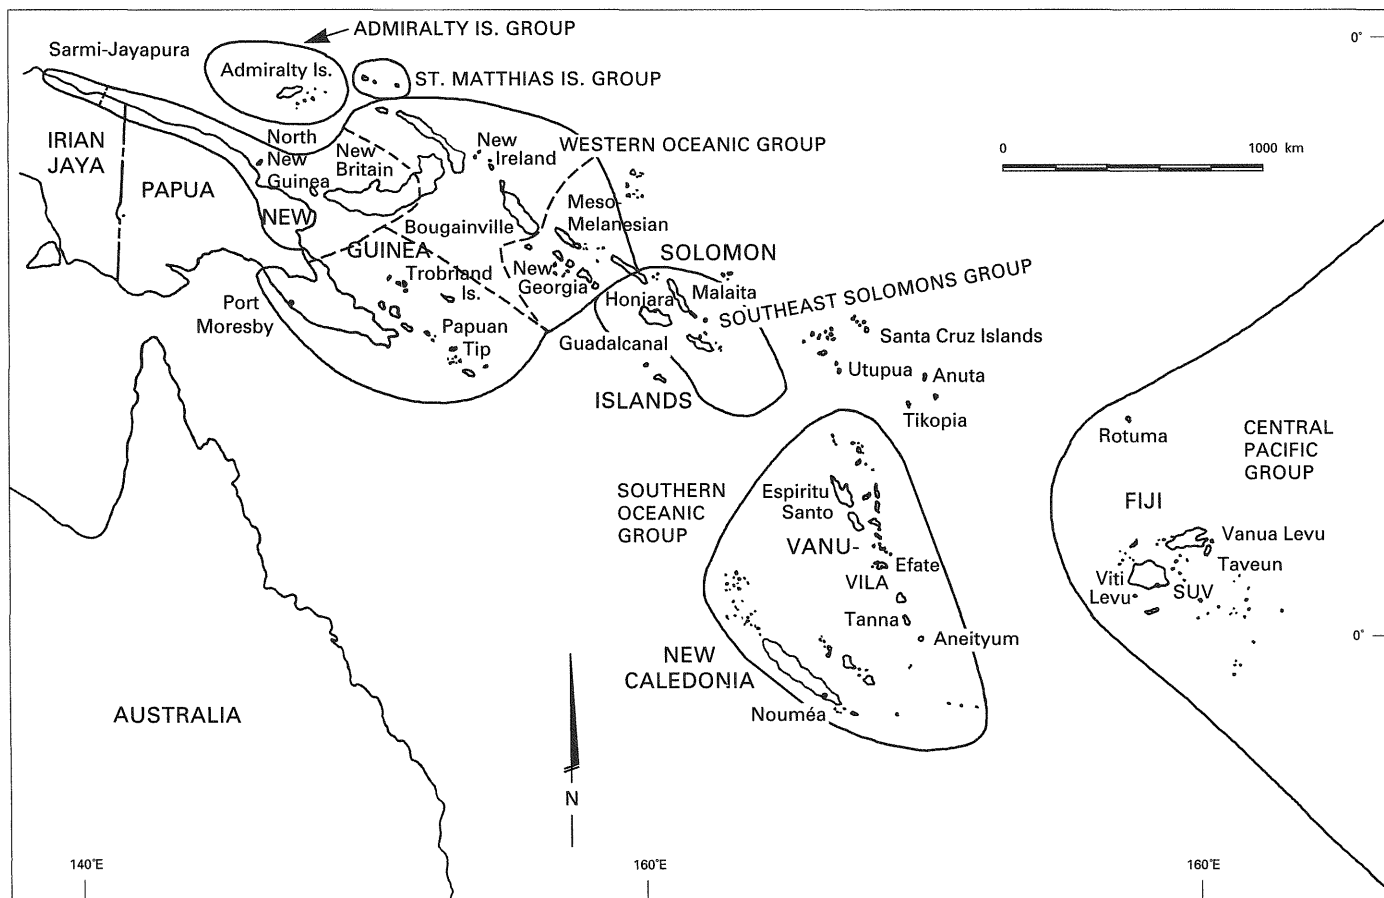 ADMIRALTY IS. GROUP
0°
Sarmi-Jayapura
Admiralty Is.
ST. MATTHIAS IS. GROUP
North
New
Guinea
New
Britain
New
Ireland
WESTERN OCEANIC GROUP
0
1000 km
IRIAN
JAYA
PAPUA
NEW
GUINEA
Bougainville
Meso-
Melanesian
SOLOMON
Trobriand
Is.
New
Georgia
Honiara
Malaita
SOUTHEAST SOLOMONS GROUP
Port
Moresby
Papuan
Tip
Guadalcanal
Santa Cruz Islands
Utupua
Anuta
ISLANDS
Tikopia
Rotuma
CENTRAL
PACIFIC
GROUP
SOUTHERN
OCEANIC
GROUP
Espiritu
Santo
FIJI
VANU-
Efate
VILA
Vanua Levu
Taveun
Viti
Levu
SUV
Tanna
Aneityum
0°
NEW
CALEDONIA
Nouméa
AUSTRALIA
N
140°E
160°E
160°E